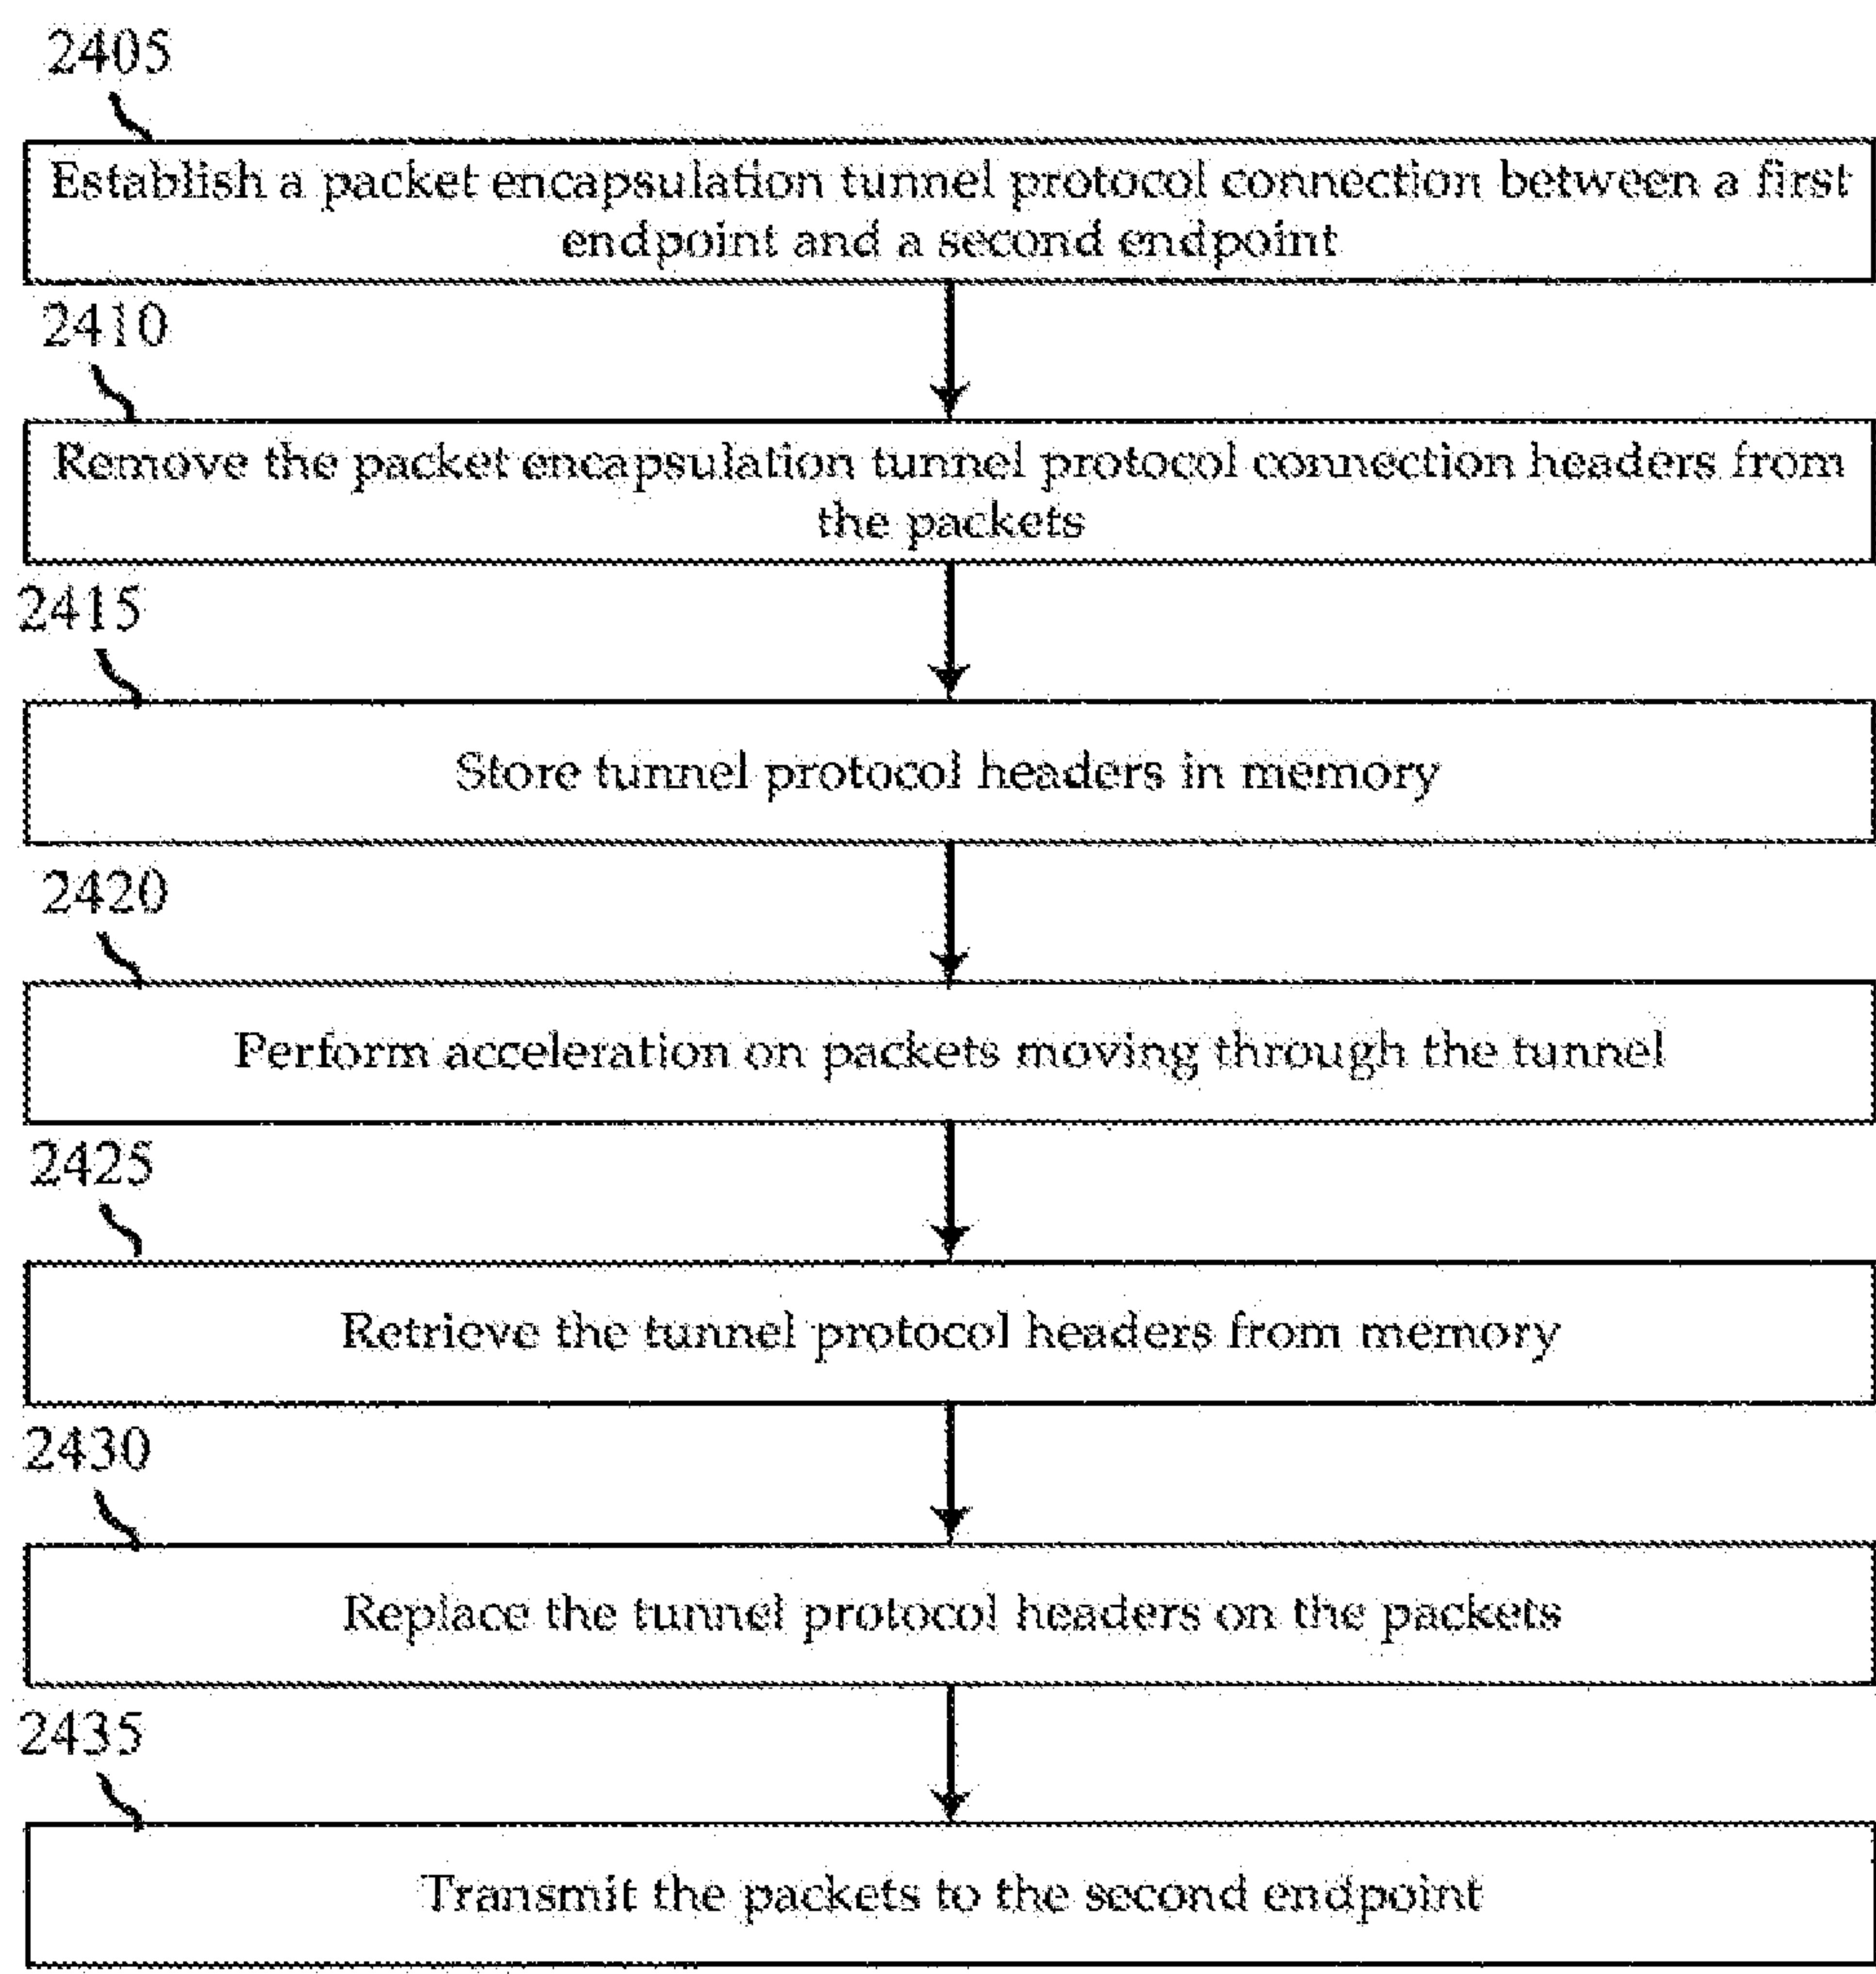 2405
Establish a packet encapsulation tunnel protocol connection between a first
endpoint and a second endpoint
2410
Remove the packet encapsulation tunnel protocol connection headers from
the packets
2415
Store tunnel protocol headers in memory
2420
Perform acceleration on packets moving through the tunnel
2425
Retrieve the tunnel protocol headers from memory
2430
Replace the tunnel protocol headers on the packets
2435
Transmit the packets to the second endpoint